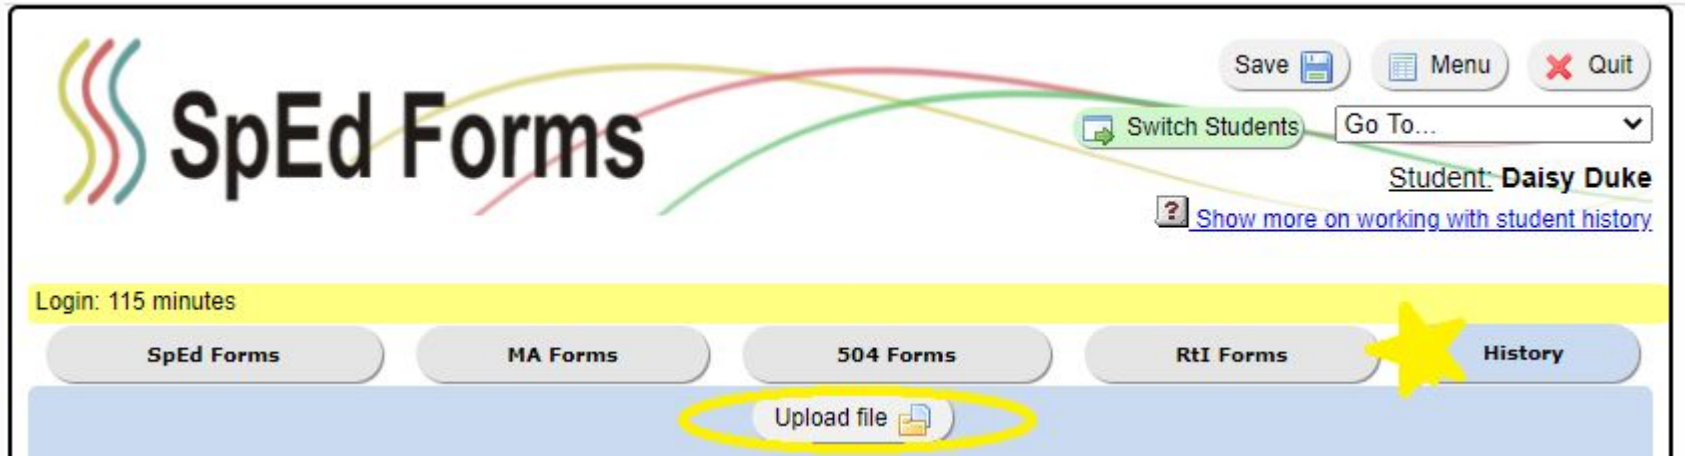 SpEd Forms
Save
Menu
Quit
Switch Students
Go To...
Student: Daisy Duke
? Show more on working with student history
Login: 115 minutes
SpEd Forms
MA Forms
504 Forms
RtI Forms
History
Upload file